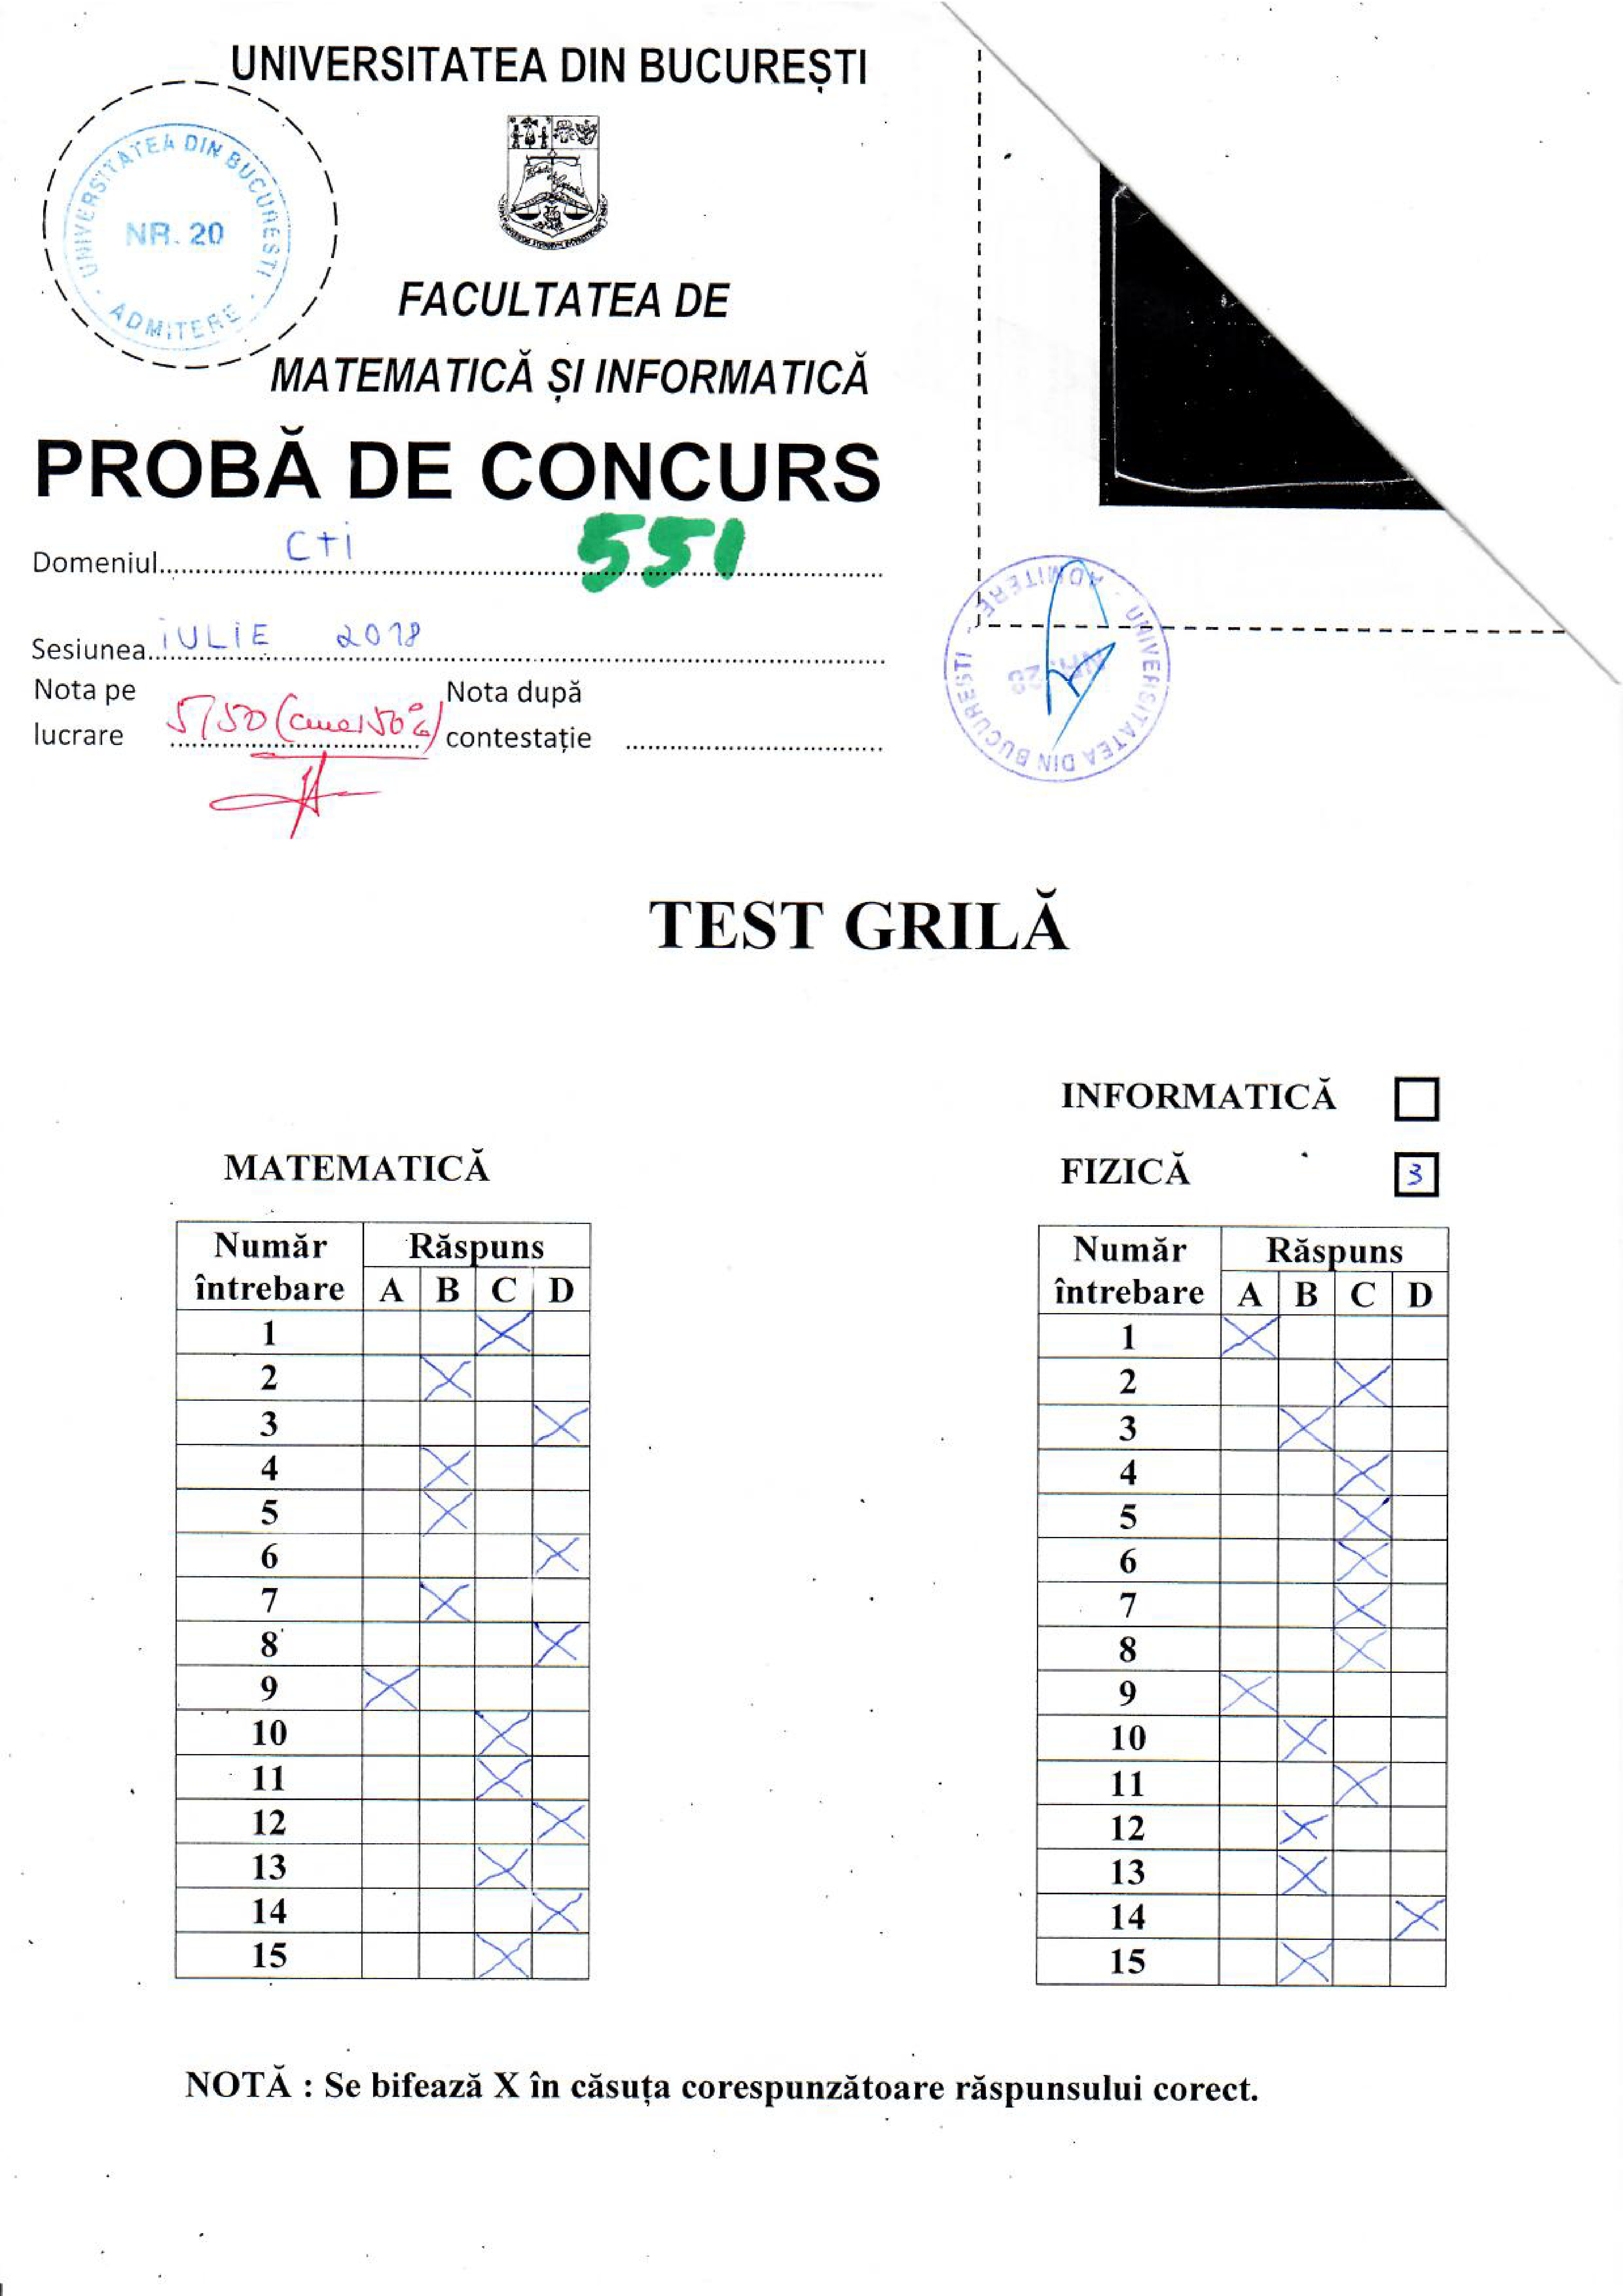 UNIVERSITATEA DIN BUCUREȘTI
UNIVERSITATEA DIN BUCURESTI
NR. 20
ADMITERE
FACULTATEA DE
MATEMATICĂ ȘI INFORMATICĂ
PROBĂ DE CONCURS
Domeniul CTI 551
Sesiunea IULIE 2018
Nota pe lucrare 5,50 (cinci 50%)
Nota după contestație
UNIVERSITATEA DIN BUCURESTI
ADMITERE
TEST GRILĂ
INFORMATICĂ
FIZICĂ 3
MATEMATICĂ
Număr întrebare Răspuns
A B C D
1 X
2 X
3 X
4 X
5 X
6 X
7 X
8 X
9 X
10 X
11 X
12 X
13 X
14 X
15 X
Număr întrebare Răspuns
A B C D
1 X
2 X
3 X
4 X
5 X
6 X
7 X
8 X
9 X
10 X
11 X
12 X
13 X
14 X
15 X
NOTĂ : Se bifează X în căsuța corespunzătoare răspunsului corect.